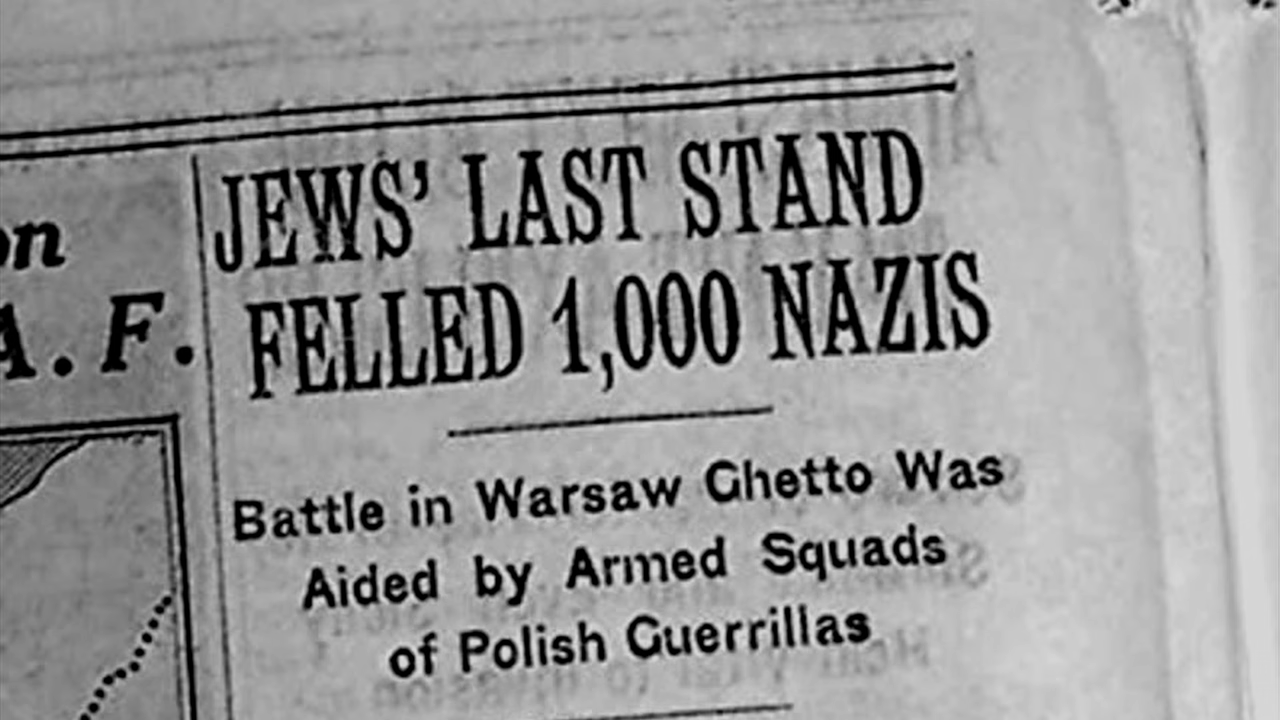 on
A. F.
JEWS' LAST STAND
FELLED 1,000 NAZIS
Battle in Warsaw Ghetto Was
Aided by Armed Squads
of Polish Guerrillas